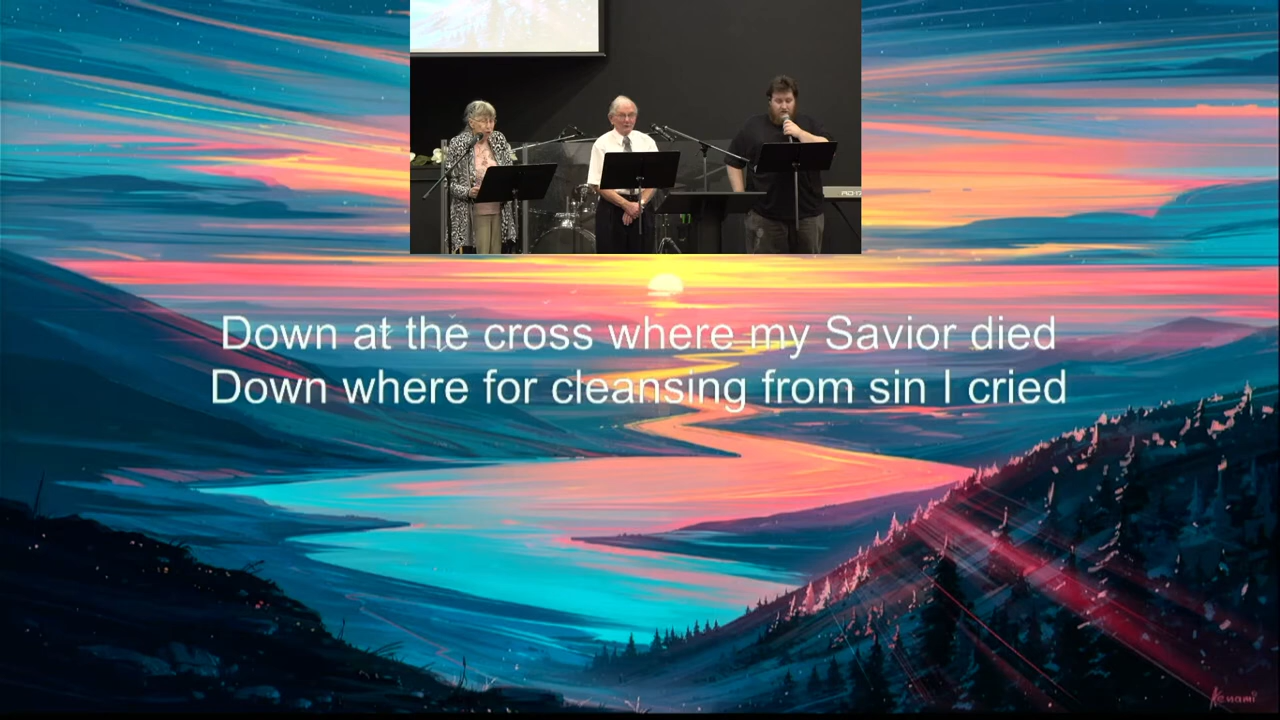 Down at the cross where my Savior died
Down where for cleansing from sin I cried